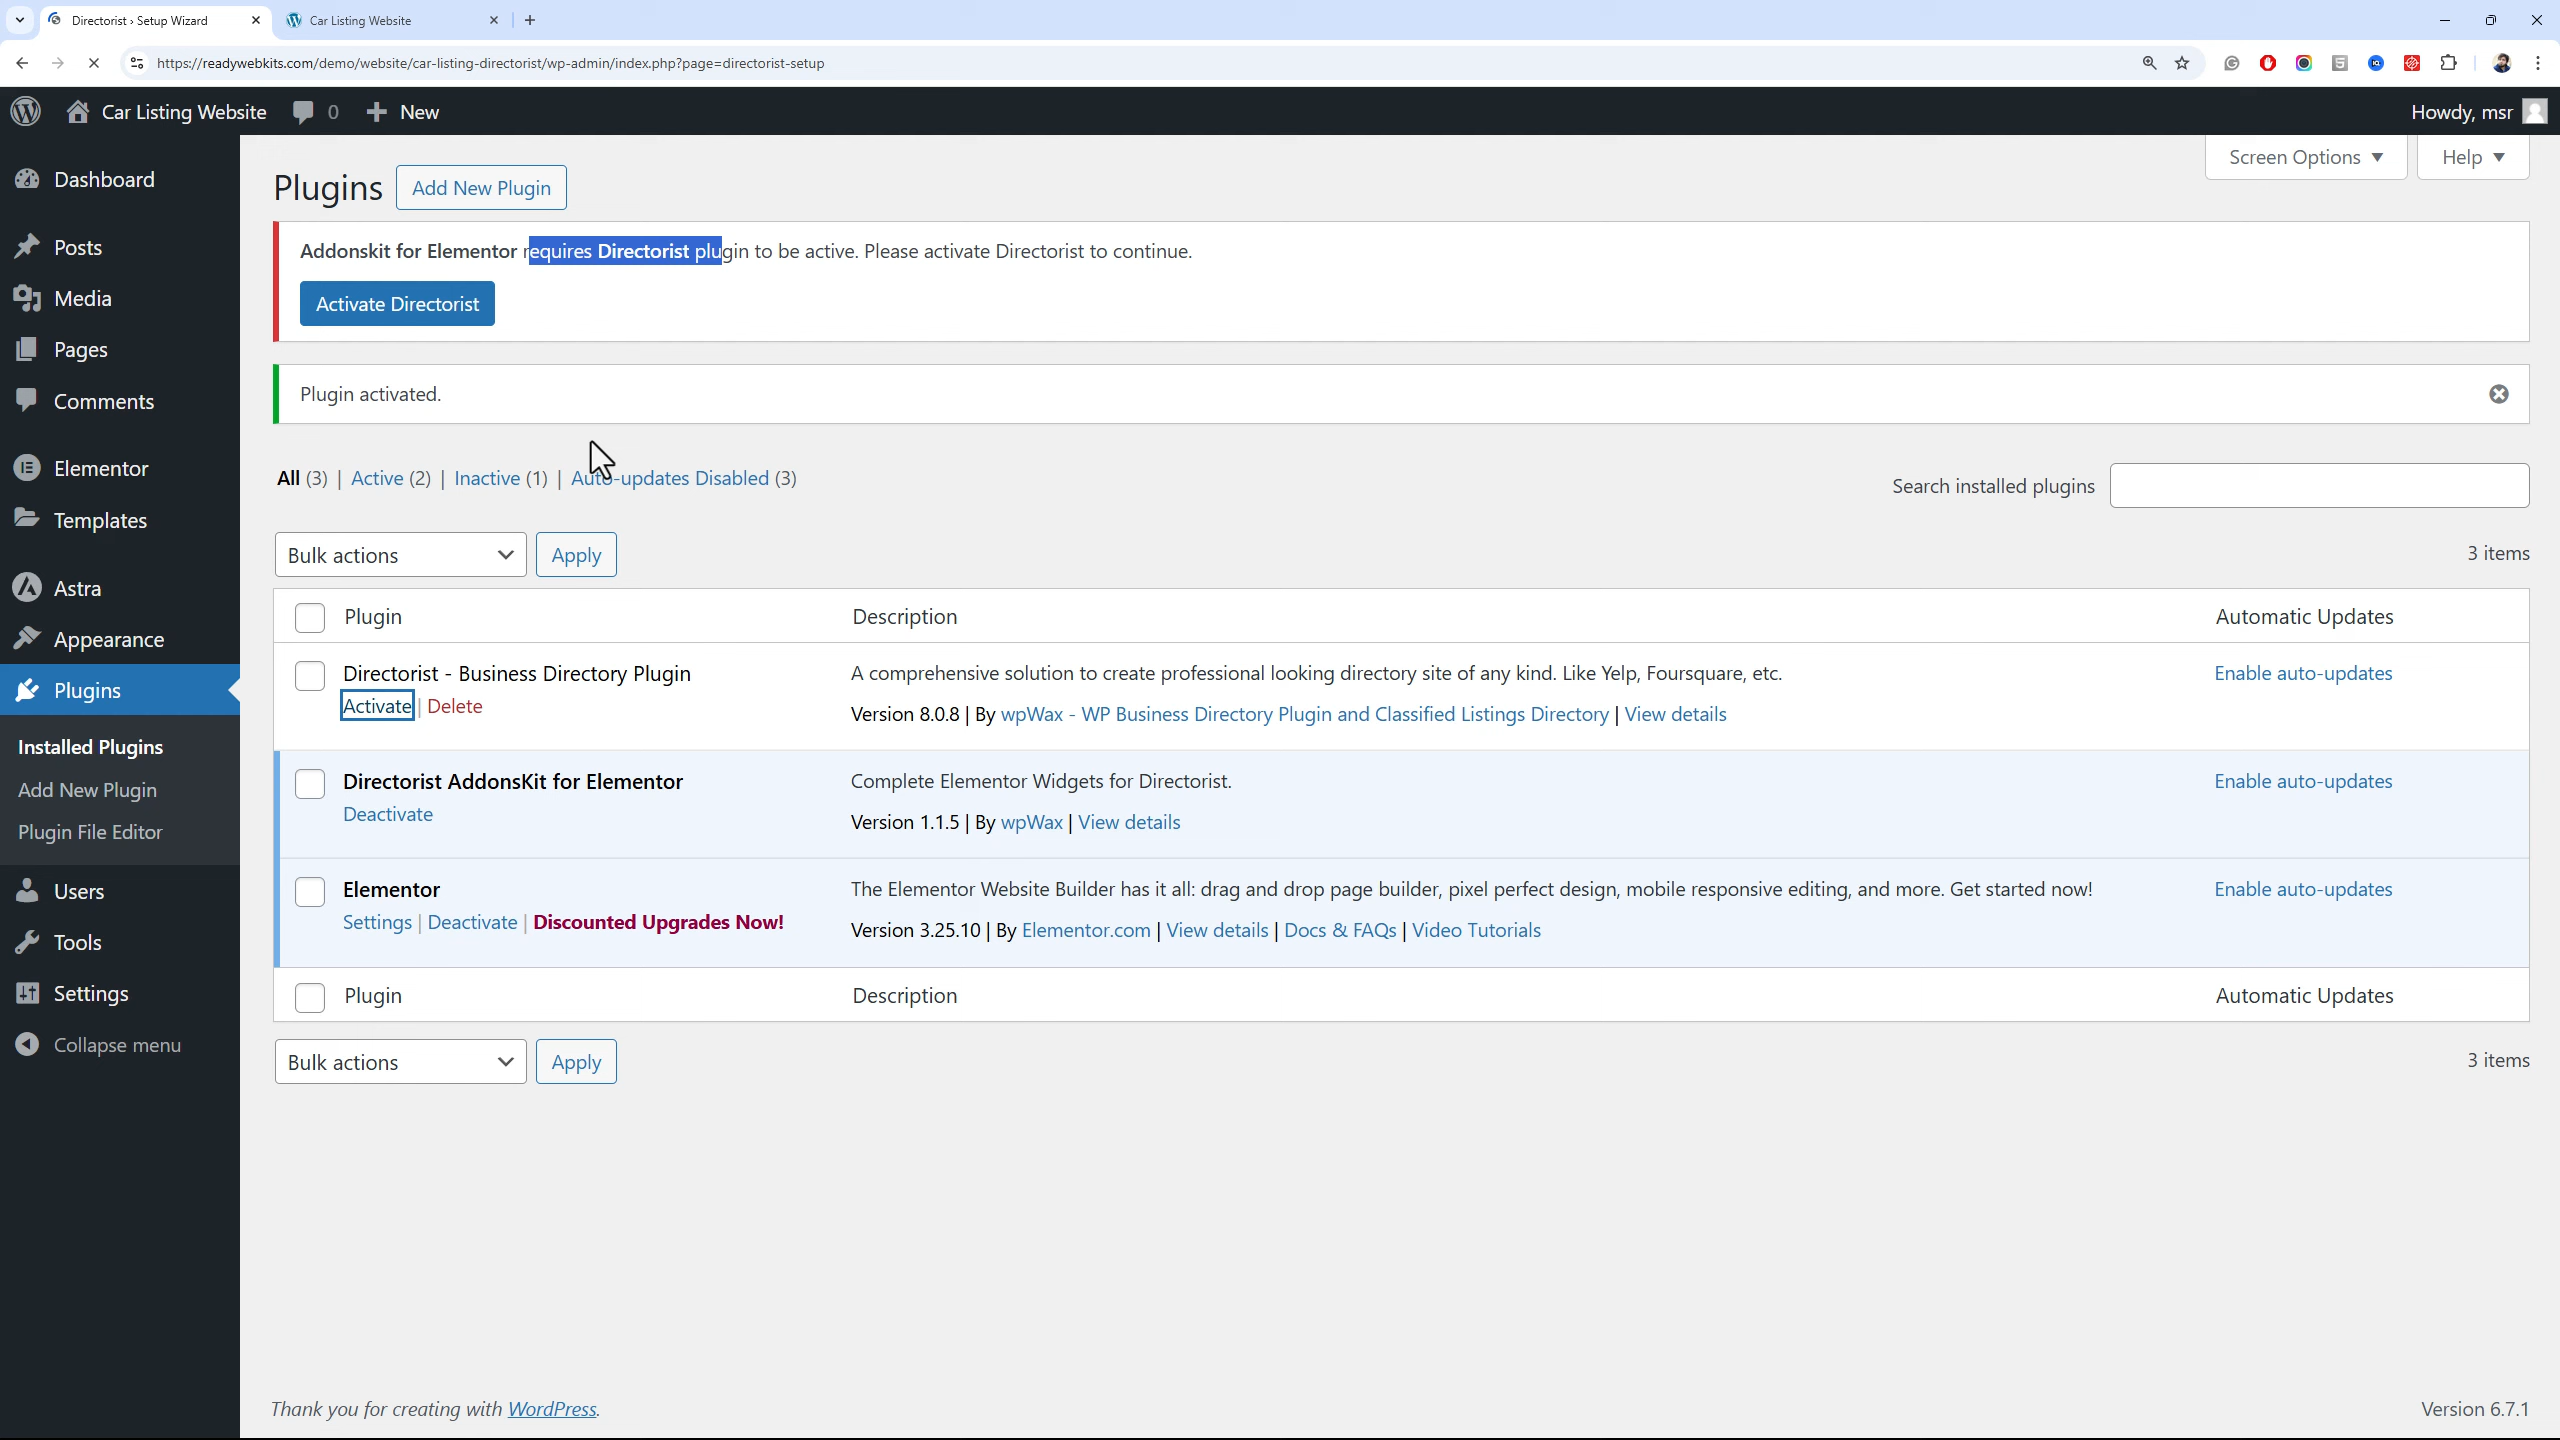 Directorist › Setup Wizard
Car Listing Website
https://readywebkits.com/demo/website/car-listing-directorist/wp-admin/index.php?page=directorist-setup
Car Listing Website 0 New
Howdy, msr
Screen Options
Help
Dashboard
Posts
Media
Pages
Comments
Elementor
Templates
Astra
Appearance
Plugins
Installed Plugins
Add New Plugin
Plugin File Editor
Users
Tools
Settings
Collapse menu
Plugins
Add New Plugin
Addonskit for Elementor requires Directorist plugin to be active. Please activate Directorist to continue.
Activate Directorist
Plugin activated.
All (3) | Active (2) | Inactive (1) | Auto-updates Disabled (3)
Search installed plugins
Bulk actions
Apply
3 items
Plugin Description Automatic Updates
Directorist - Business Directory Plugin
Activate | Delete
A comprehensive solution to create professional looking directory site of any kind. Like Yelp, Foursquare, etc.
Version 8.0.8 | By wpWax - WP Business Directory Plugin and Classified Listings Directory | View details
Enable auto-updates
Directorist AddonsKit for Elementor
Deactivate
Complete Elementor Widgets for Directorist.
Version 1.1.5 | By wpWax | View details
Enable auto-updates
Elementor
Settings | Deactivate | Discounted Upgrades Now!
The Elementor Website Builder has it all: drag and drop page builder, pixel perfect design, mobile responsive editing, and more. Get started now!
Version 3.25.10 | By Elementor.com | View details | Docs & FAQs | Video Tutorials
Enable auto-updates
Plugin Description Automatic Updates
Bulk actions
Apply
3 items
Thank you for creating with WordPress.
Version 6.7.1